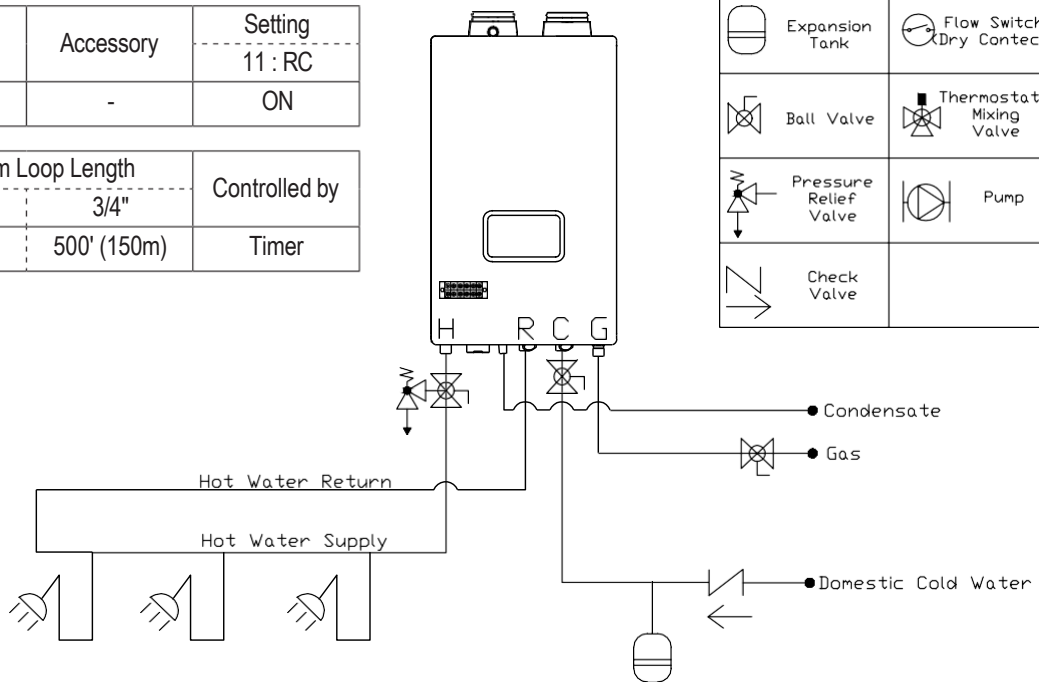 Accessory
Setting
11 : RC
-
ON
m Loop Length
Controlled by
3/4"
500' (150m)
Timer
Expansion
Tank
Flow Switch
(Dry Contec
Ball Valve
Thermostat
Mixing
Valve
Pressure
Relief
Valve
Pump
Check
Valve
H R C G
Condensate
Gas
Hot Water Return
Hot Water Supply
Domestic Cold Water